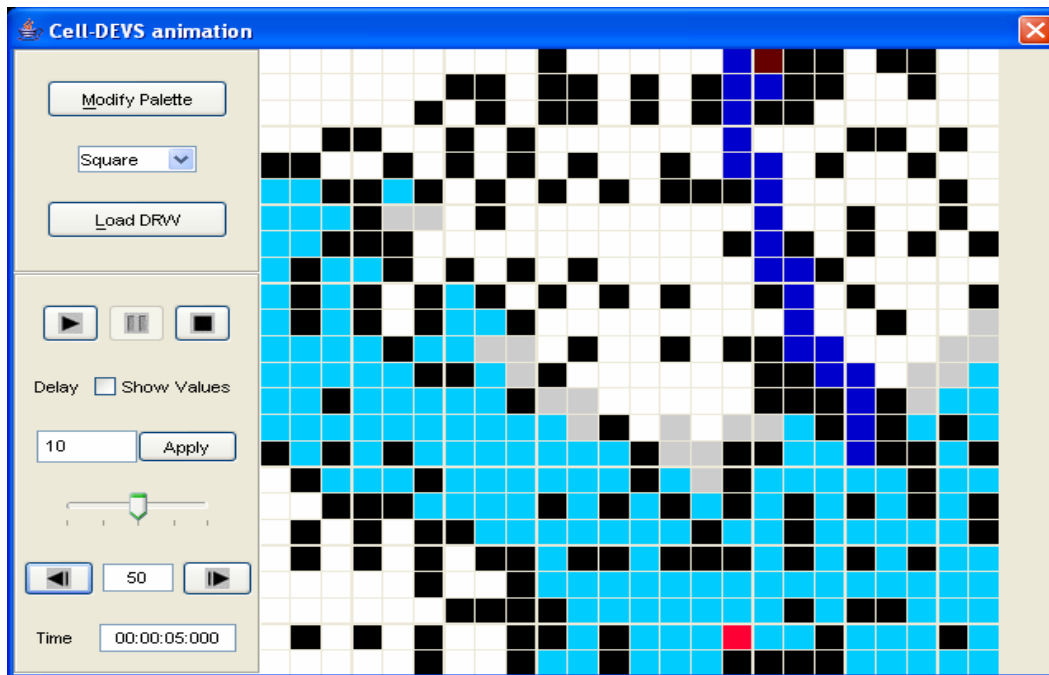 Cell-DEVS animation
Modify Palette
Square
Load DRW
Delay Show Values
10 Apply
50
Time 00:00:05:000